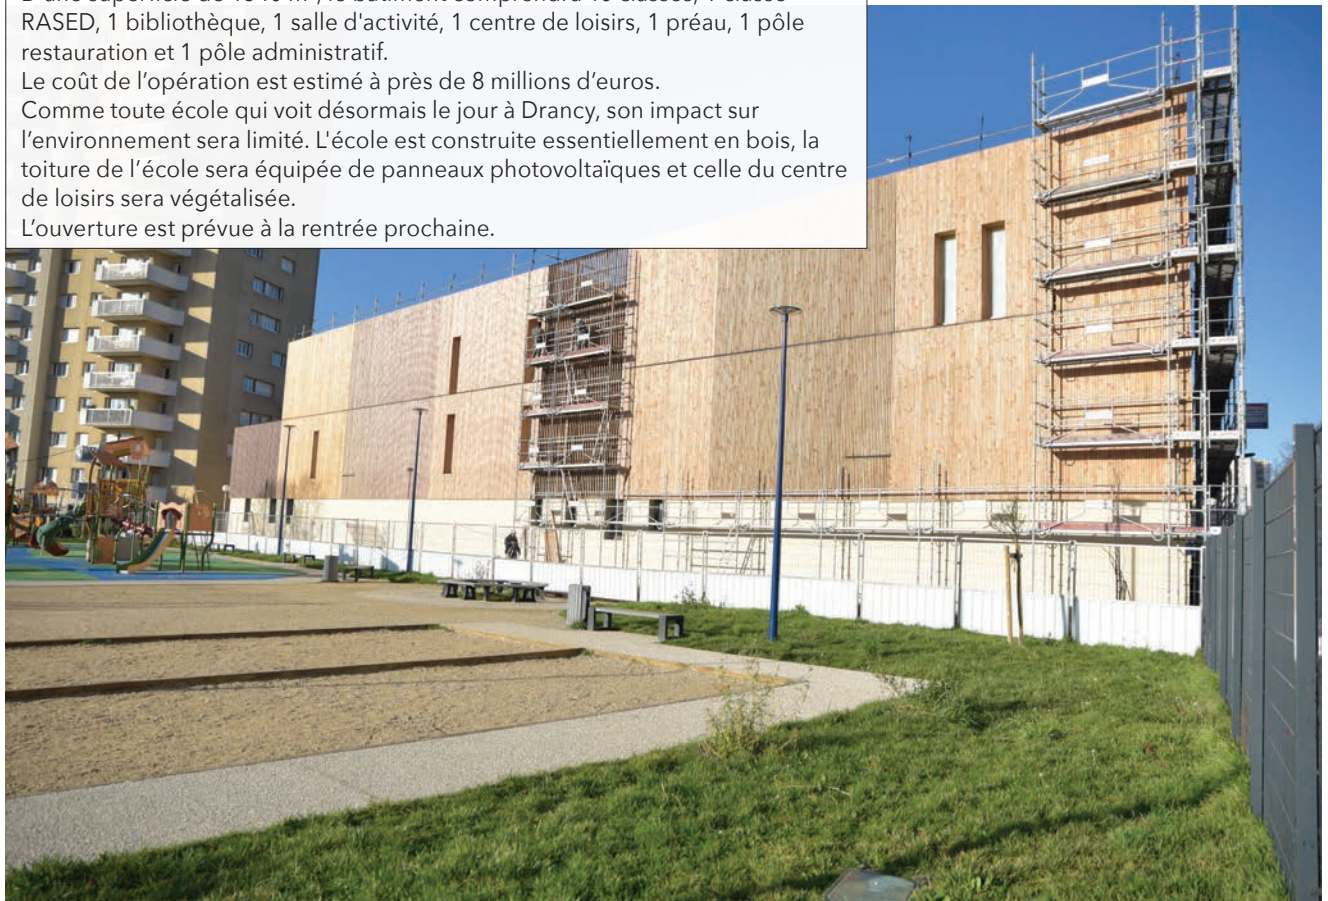 RASED, 1 bibliothèque, 1 salle d'activité, 1 centre de loisirs, 1 préau, 1 pôle
restauration et 1 pôle administratif.
Le coût de l’opération est estimé à près de 8 millions d’euros.
Comme toute école qui voit désormais le jour à Drancy, son impact sur
l’environnement sera limité. L'école est construite essentiellement en bois, la
toiture de l’école sera équipée de panneaux photovoltaïques et celle du centre
de loisirs sera végétalisée.
L’ouverture est prévue à la rentrée prochaine.